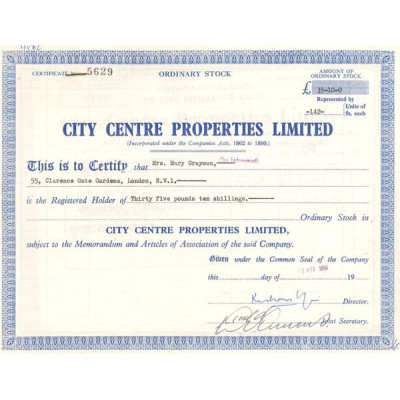 CERTIFICATE No. 5629
ORDINARY STOCK
AMOUNT OF
ORDINARY STOCK
£ 35-10-0
Represented by
-142- Units of
5s. each
CITY CENTRE PROPERTIES LIMITED
(Incorporated under the Companies Acts, 1862 to 1890.)
This is to Certify that Mrs. Mary Grayson,
55, Clarence Gate Gardens, London, N.W.1.
is the Registered Holder of Thirty five pounds ten shillings.
Ordinary Stock in
CITY CENTRE PROPERTIES LIMITED,
subject to the Memorandum and Articles of Association of the said Company.
Given under the Common Seal of the Company
this day of 19
Director.
Joint Secretary.